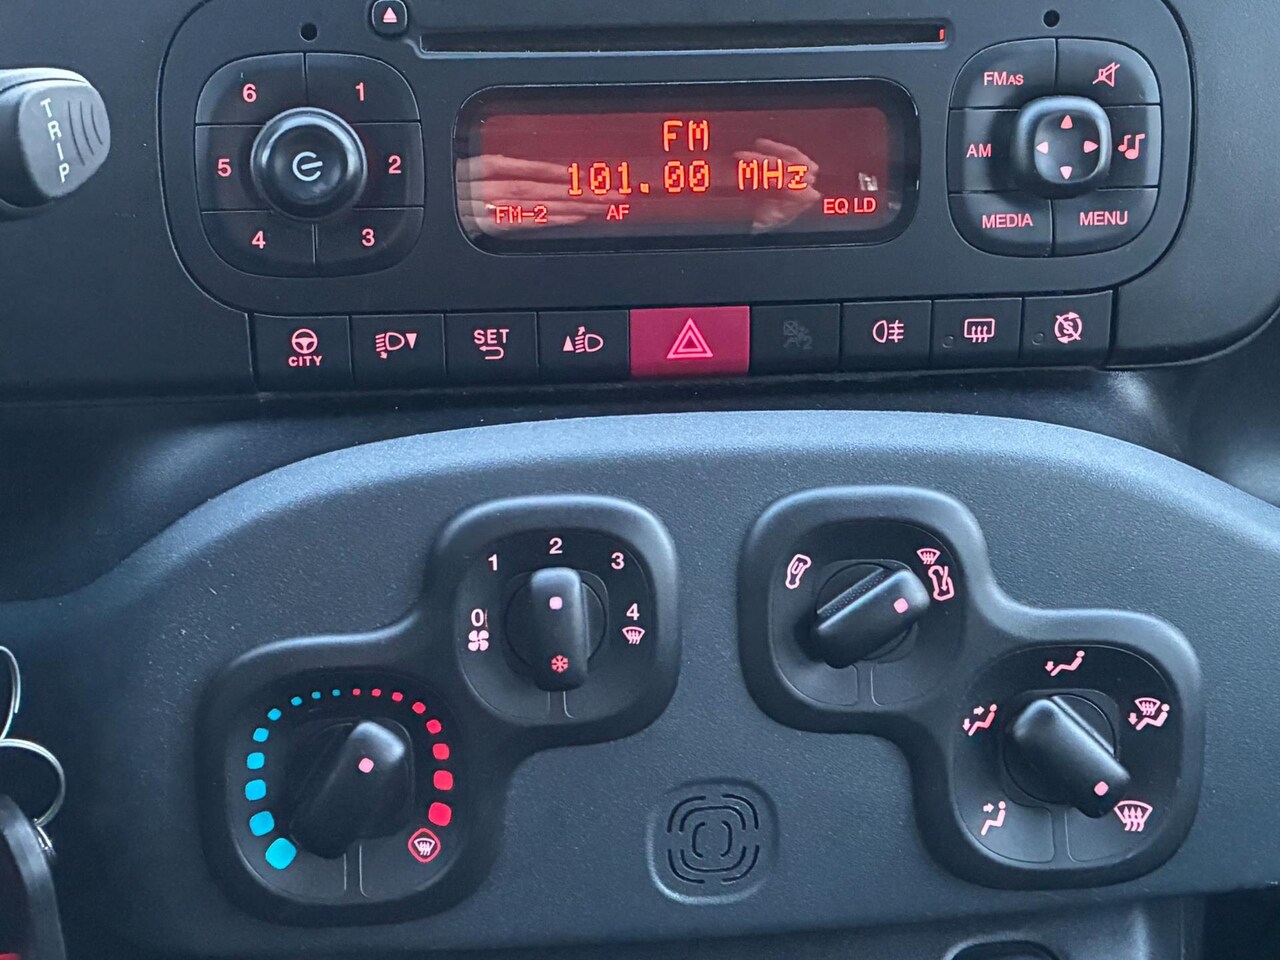 TRIP
6 1
5 2
4 3
FM
101.00 MHz
FM-2 AF EQ LD
FMAS
AM
MEDIA MENU
CITY
SET
1 2 3
0 4